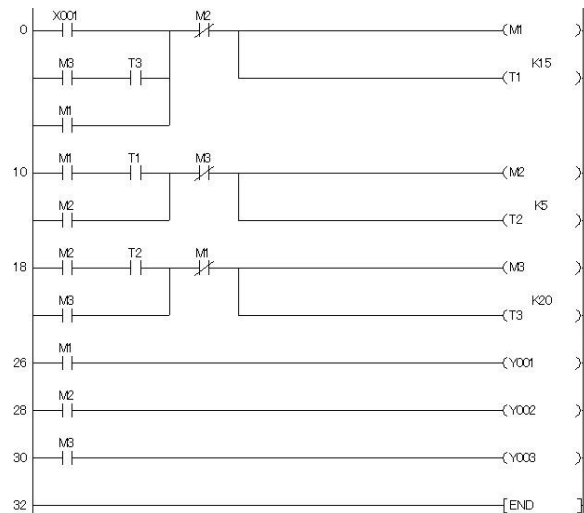 X001 M2
0 (M1 )
M3 T3 K15
(T1 )
M1
M1 T1 M3
10 (M2 )
M2 K5
(T2 )
M2 T2 M1
18 (M3 )
M3 K20
(T3 )
M1
26 (Y001 )
M2
28 (Y002 )
M3
30 (Y003 )
32 [END ]